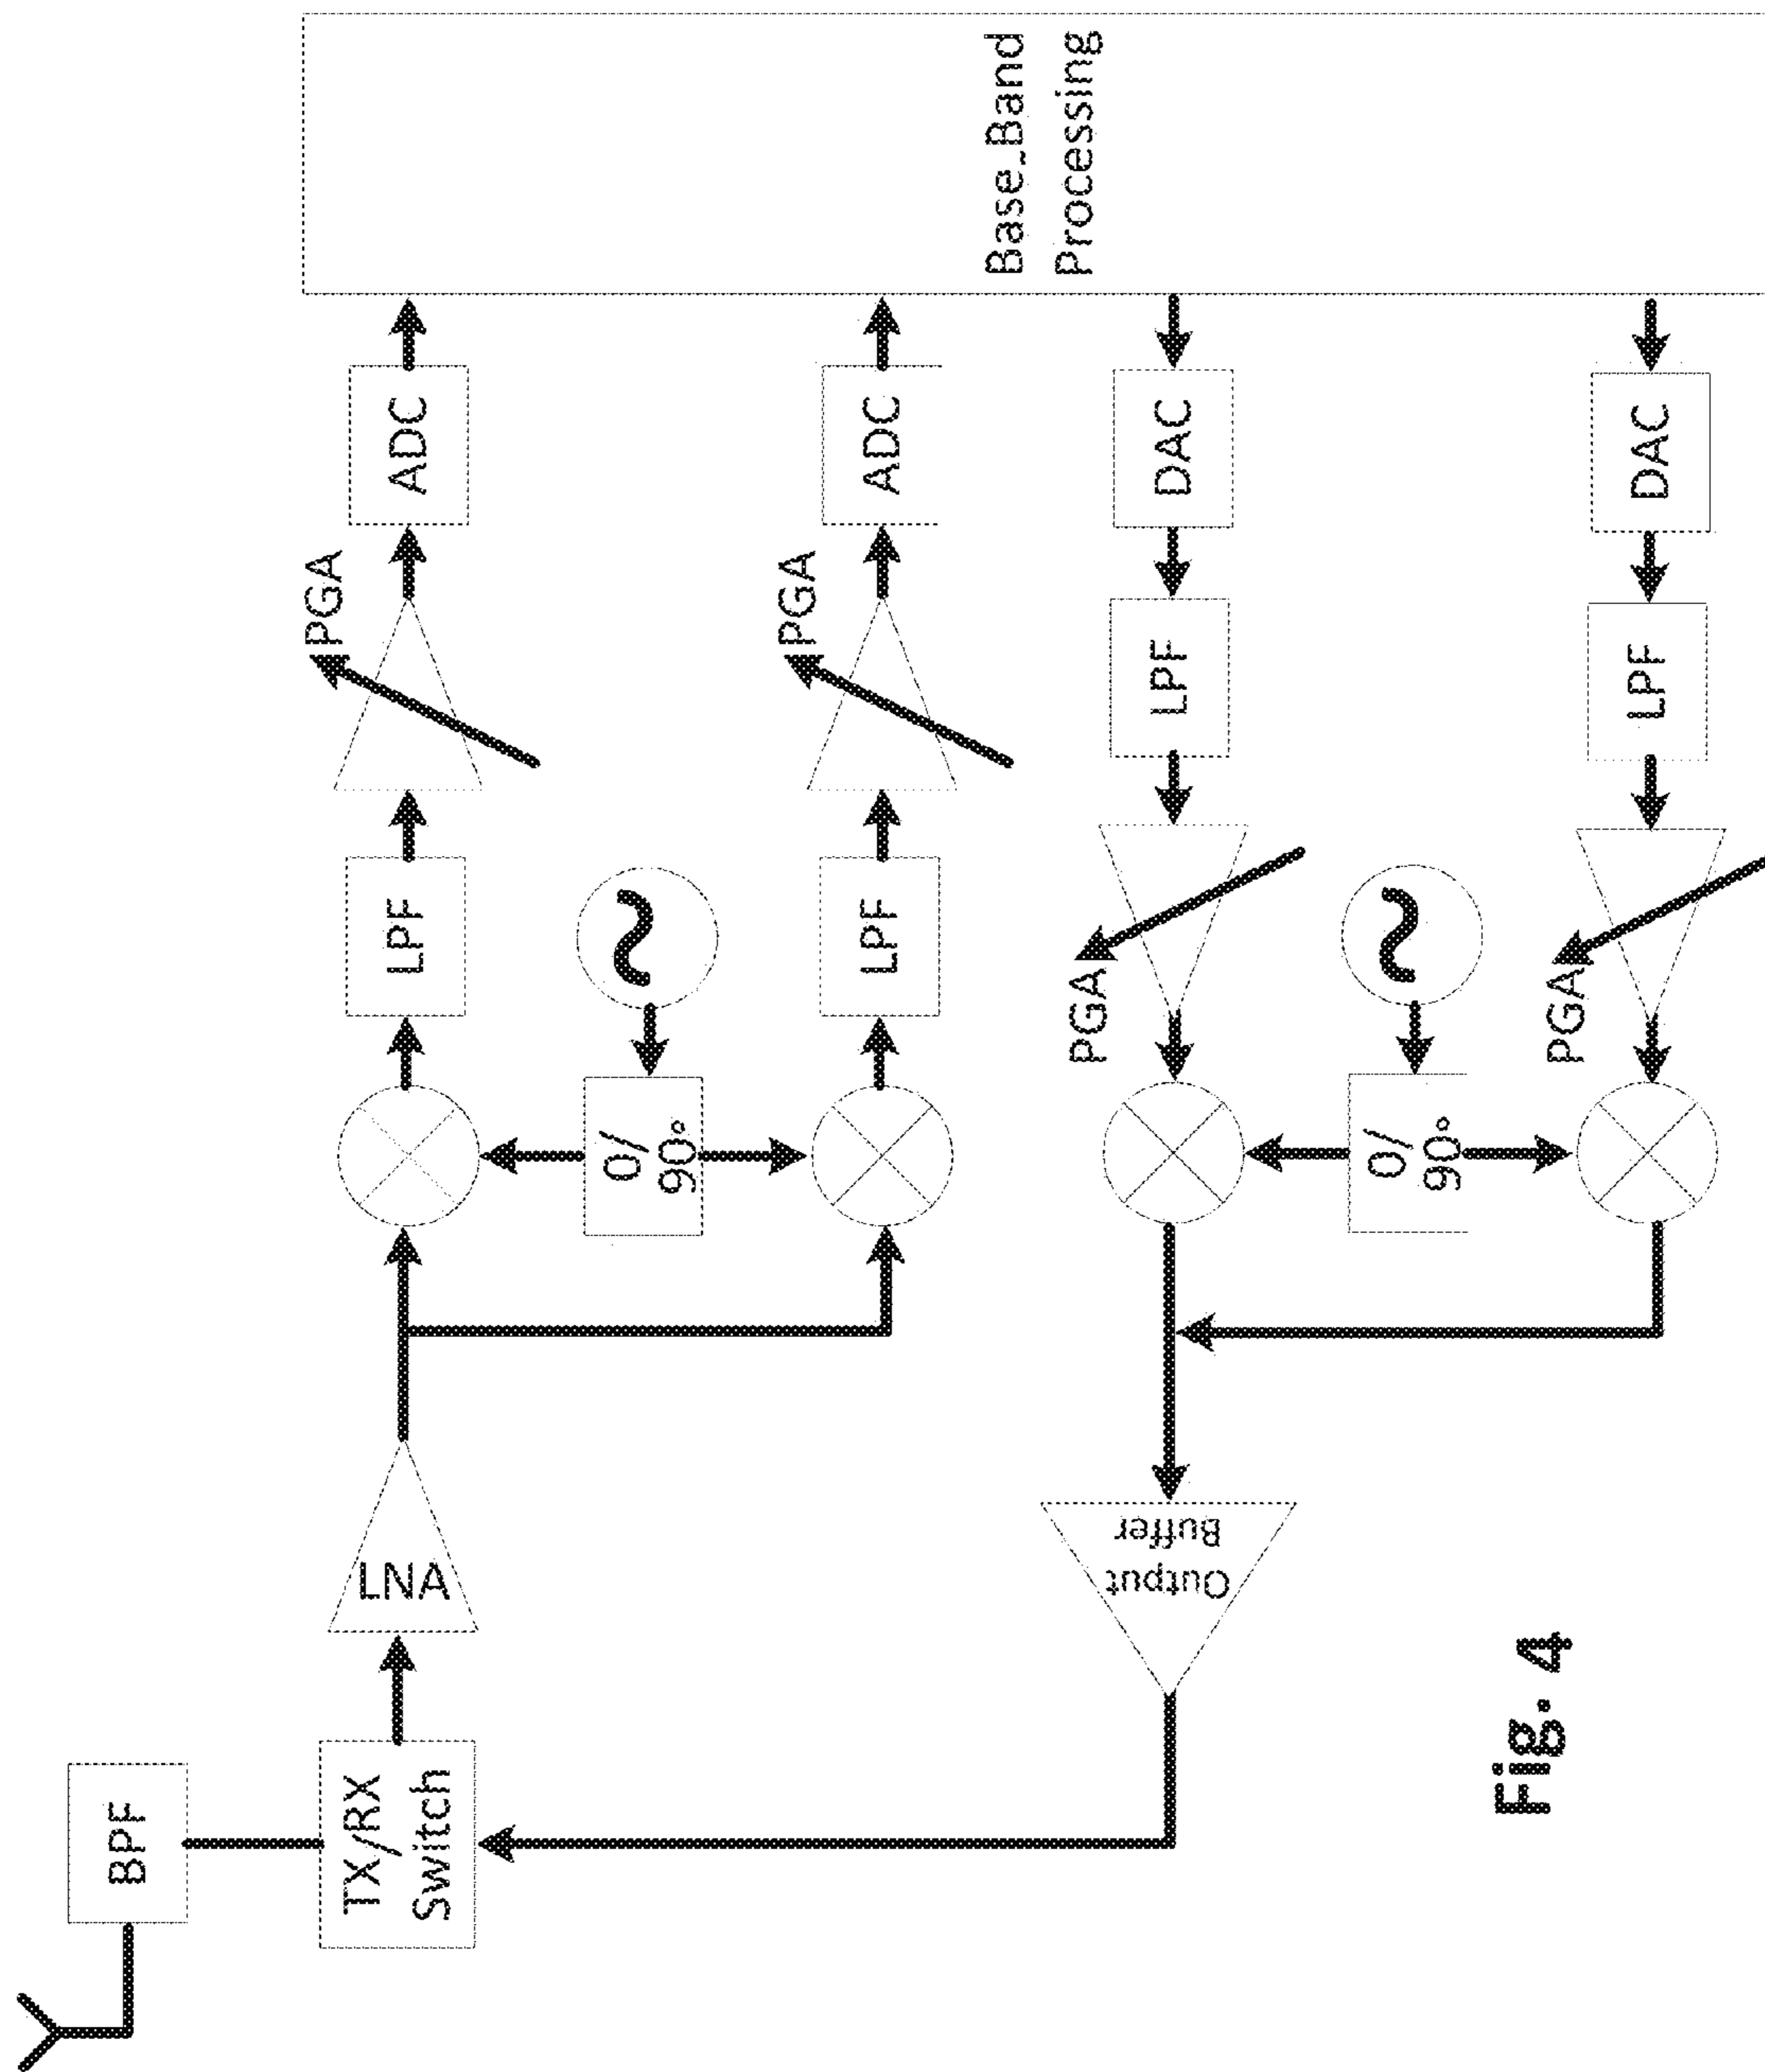 BPF
TX/RX
Switch
LNA
0/
90°
LPF
PGA
ADC
LPF
PGA
ADC
Base_Band
Processing
Output
Buffer
0/
90°
PGA
LPF
DAC
PGA
LPF
DAC
Fig. 4